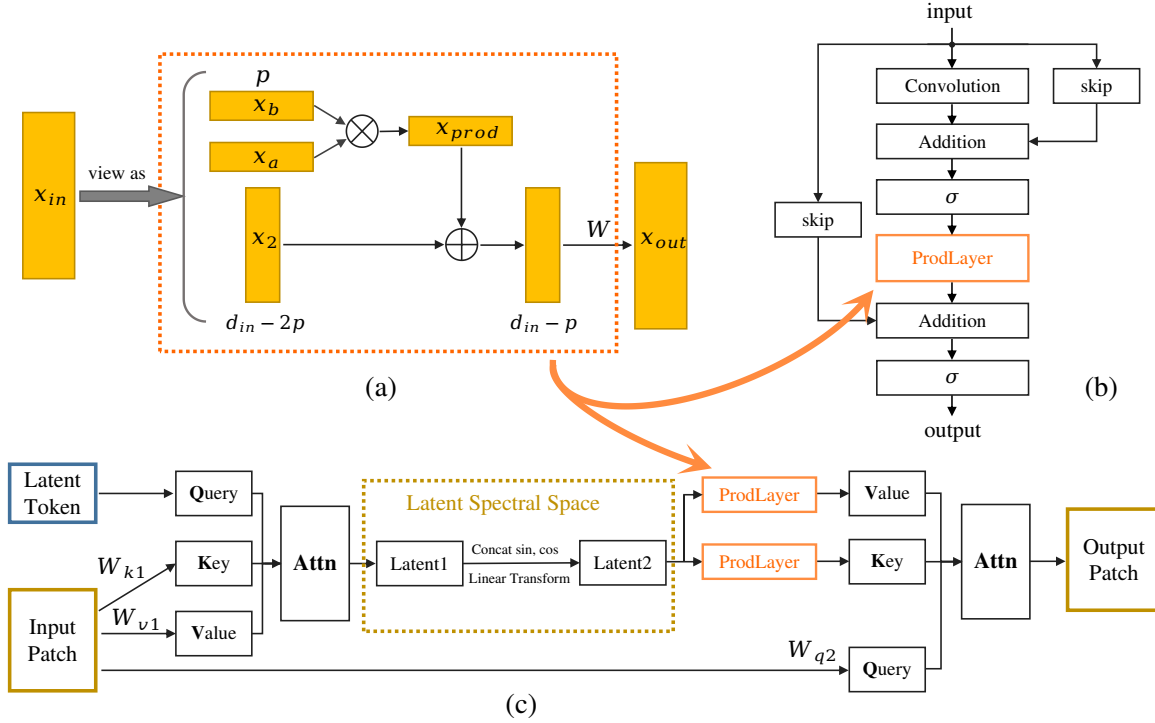 p
x_b
x_a
x_prod
x_in
view as
x_2
W
x_out
d_in − 2p
d_in − p
(a)
input
Convolution
skip
Addition
σ
skip
ProdLayer
Addition
σ
output
(b)
Latent
Token
Query
W_k1
Key
Attn
Input
Patch
W_v1
Value
Latent Spectral Space
Latent1
Concat sin, cos
Linear Transform
Latent2
ProdLayer
Value
ProdLayer
Key
Attn
Output
Patch
W_q2
Query
(c)